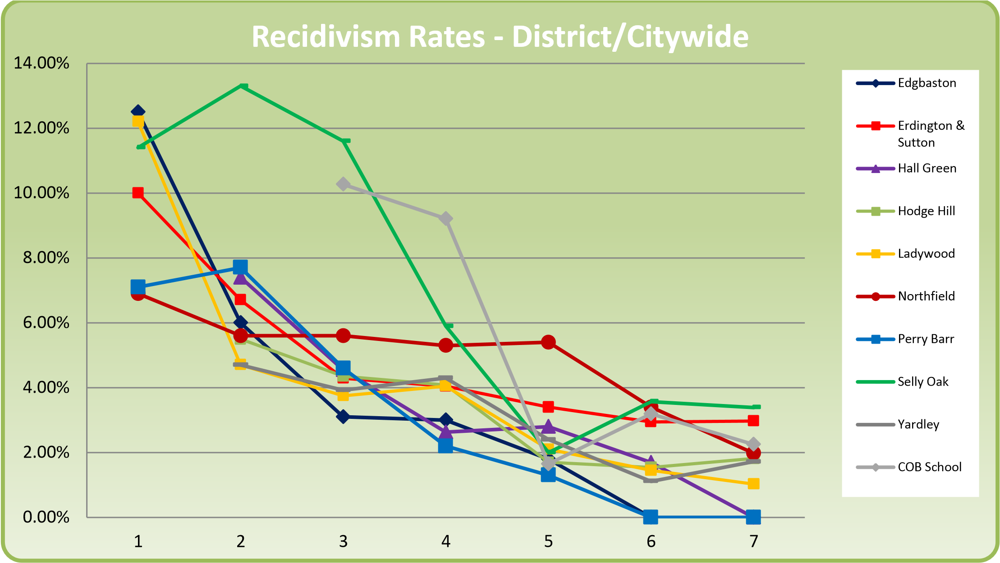 Recidivism Rates - District/Citywide
14.00%
12.00%
10.00%
8.00%
6.00%
4.00%
2.00%
0.00%
1 2 3 4 5 6 7
Edgbaston
Erdington &
Sutton
Hall Green
Hodge Hill
Ladywood
Northfield
Perry Barr
Selly Oak
Yardley
COB School